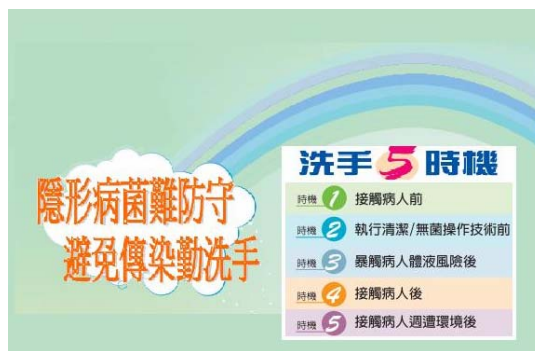 隱形病菌難防守
避免傳染勤洗手
洗手5時機
時機 1 接觸病人前
時機 2 執行清潔/無菌操作技術前
時機 3 暴觸病人體液風險後
時機 4 接觸病人後
時機 5 接觸病人週遭環境後